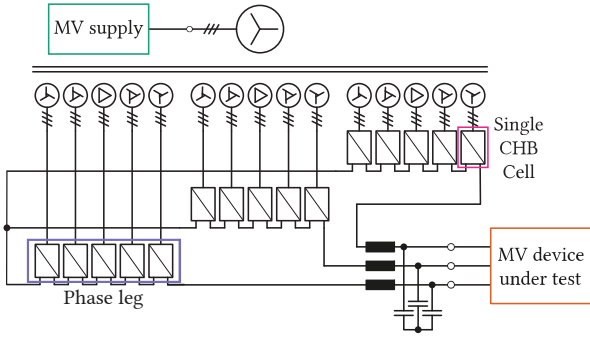 MV supply
Single
CHB
Cell
MV device
under test
Phase leg